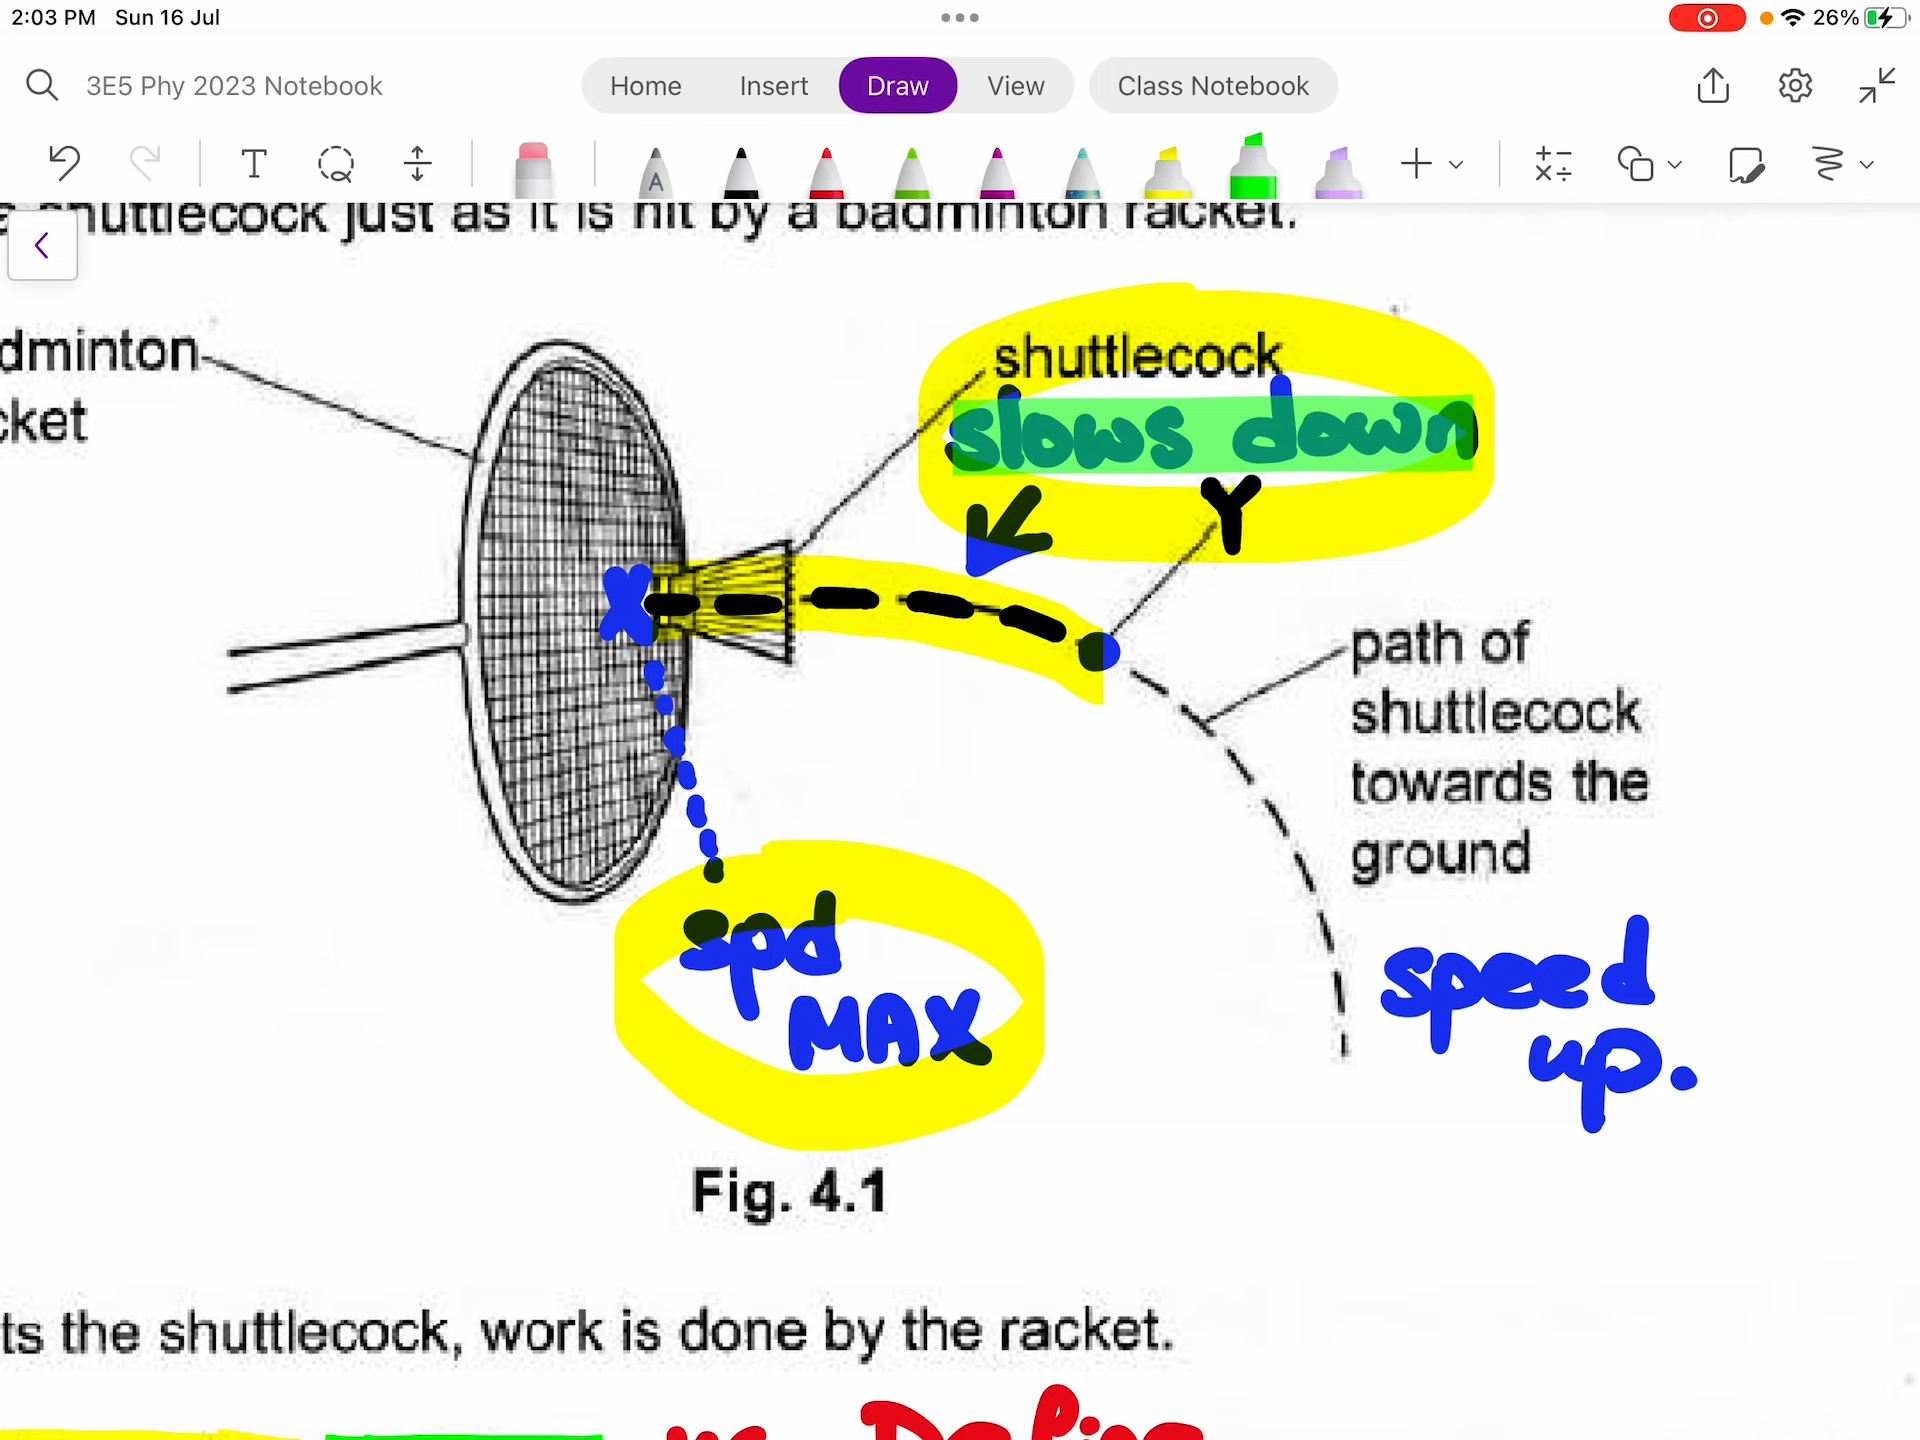 2:03 PM Sun 16 Jul
26%
3E5 Phy 2023 Notebook
Home Insert Draw View Class Notebook
T
A
shuttlecock just as it is hit by a badminton racket.
dminton
cket
shuttlecock
slows down
Y
X
path of
shuttlecock
towards the
ground
spd
MAX
speed
up.
Fig. 4.1
ts the shuttlecock, work is done by the racket.